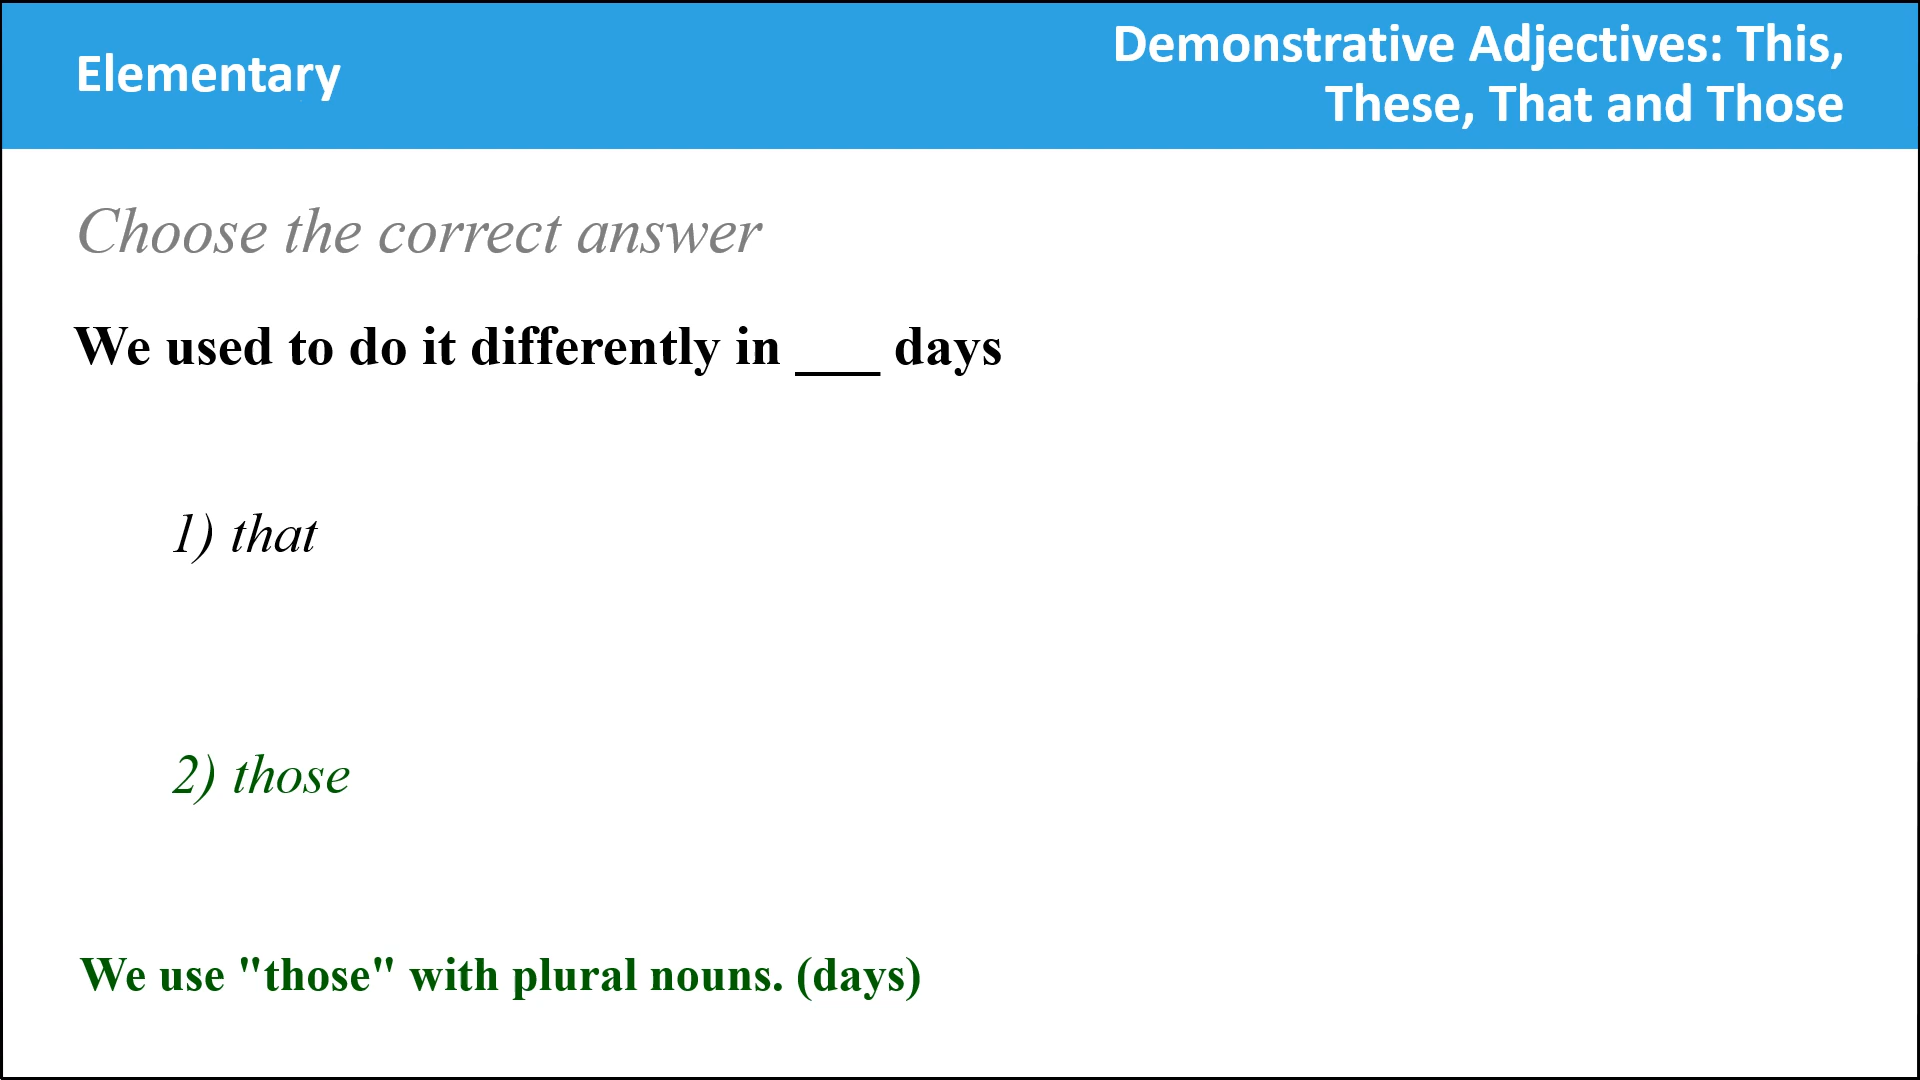 Elementary
Demonstrative Adjectives: This,
These, That and Those
Choose the correct answer
We used to do it differently in ___ days
1) that
2) those
We use "those" with plural nouns. (days)